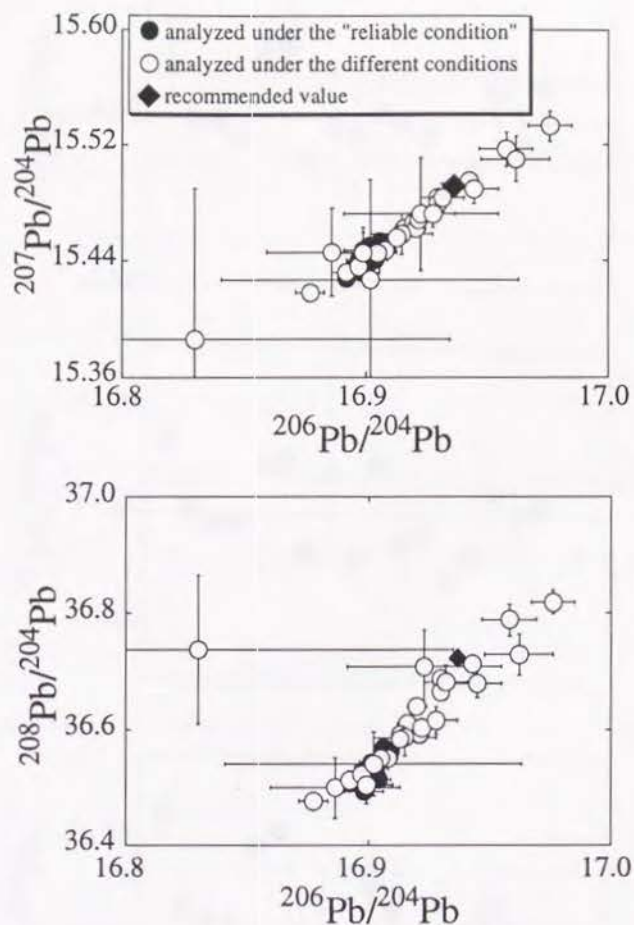 15.60
analyzed under the "reliable condition"
analyzed under the different conditions
recommended value
15.52
15.44
15.36
207Pb/204Pb
16.8
16.9
17.0
206Pb/204Pb
37.0
36.8
36.6
36.4
208Pb/204Pb
16.8
16.9
17.0
206Pb/204Pb